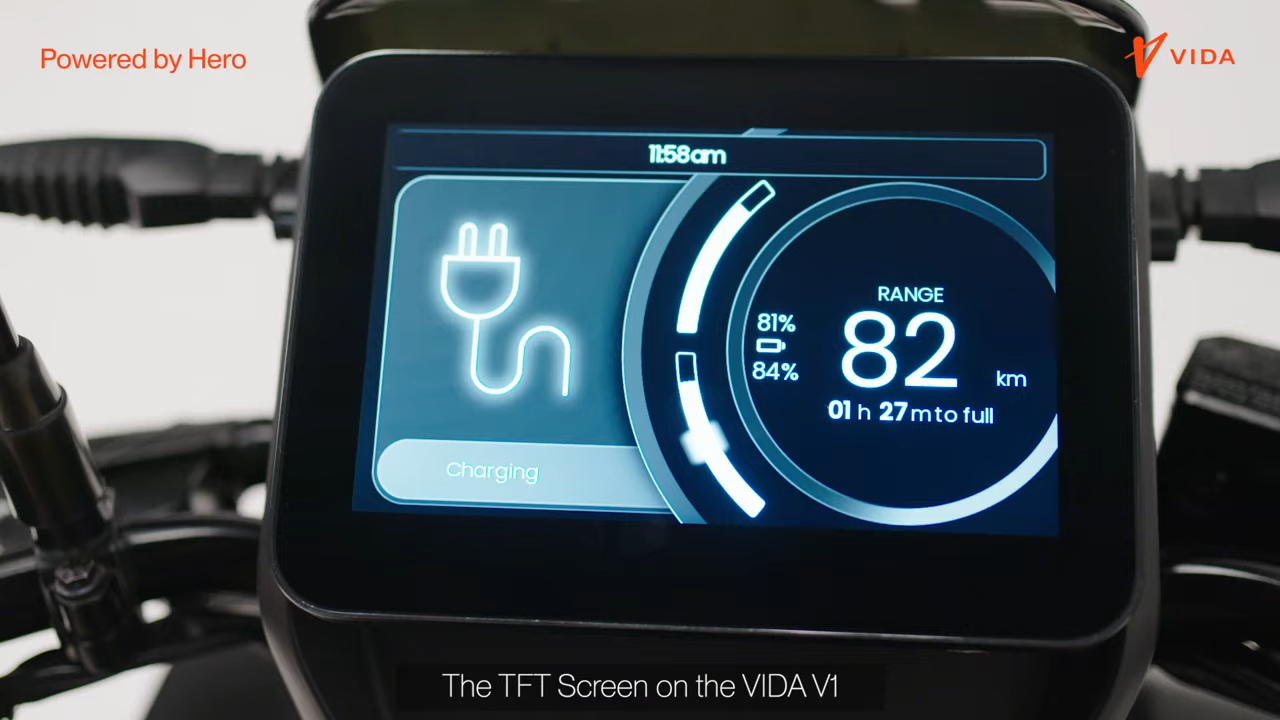 Powered by Hero
VIDA
11:58am
RANGE
81%
82 km
84%
01 h 27 m to full
Charging
The TFT Screen on the VIDA V1